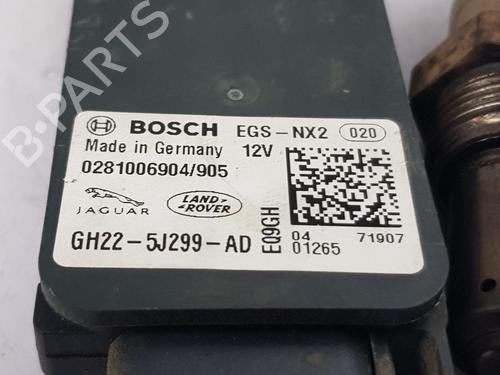 B-PARTS
BOSCH EGS-NX2 020
Made in Germany 12V
0281006904/905
JAGUAR
LAND-
ROVER
GH22-5J299-AD
EQ9GH
04 71907
01265